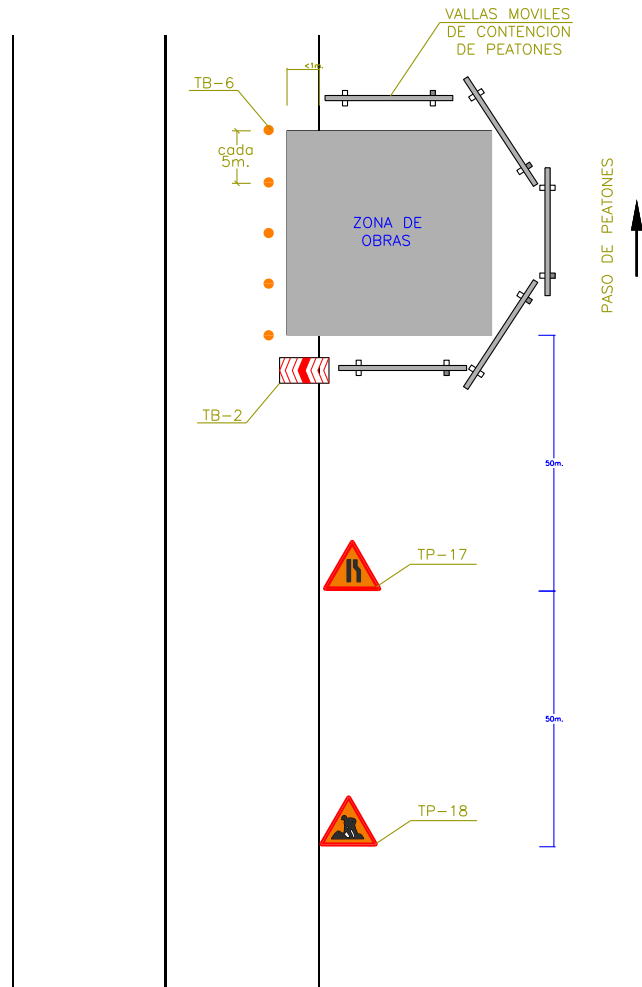 VALLAS MOVILES
DE CONTENCION
DE PEATONES
<1m.
TB-6
cada
5m.
ZONA DE
OBRAS
PASO DE PEATONES
TB-2
50m.
TP-17
50m.
TP-18